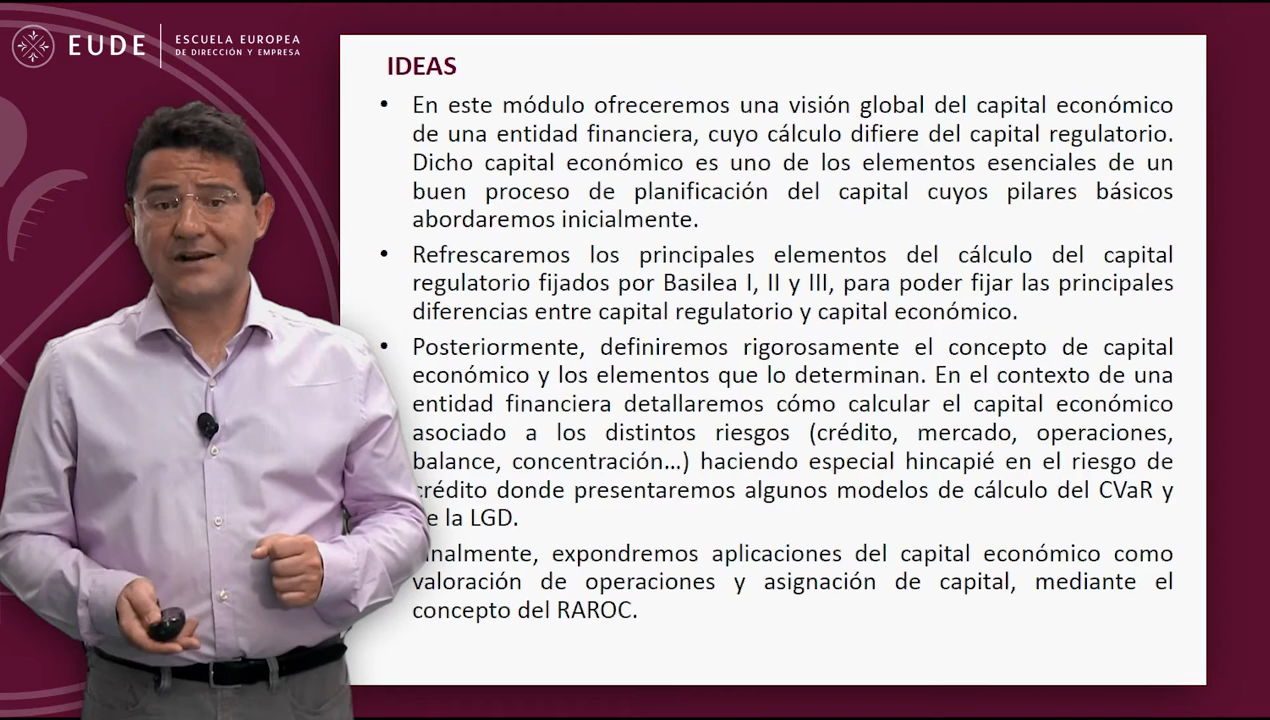 EUDE
ESCUELA EUROPEA
DE DIRECCIÓN Y EMPRESA
IDEAS
• En este módulo ofreceremos una visión global del capital económico
de una entidad financiera, cuyo cálculo difiere del capital regulatorio.
Dicho capital económico es uno de los elementos esenciales de un
buen proceso de planificación del capital cuyos pilares básicos
abordaremos inicialmente.
• Refrescaremos los principales elementos del cálculo del capital
regulatorio fijados por Basilea I, II y III, para poder fijar las principales
diferencias entre capital regulatorio y capital económico.
• Posteriormente, definiremos rigorosamente el concepto de capital
económico y los elementos que lo determinan. En el contexto de una
entidad financiera detallaremos cómo calcular el capital económico
asociado a los distintos riesgos (crédito, mercado, operaciones,
balance, concentración...) haciendo especial hincapié en el riesgo de
crédito donde presentaremos algunos modelos de cálculo del CVaR y
e la LGD.
inalmente, expondremos aplicaciones del capital económico como
valoración de operaciones y asignación de capital, mediante el
concepto del RAROC.